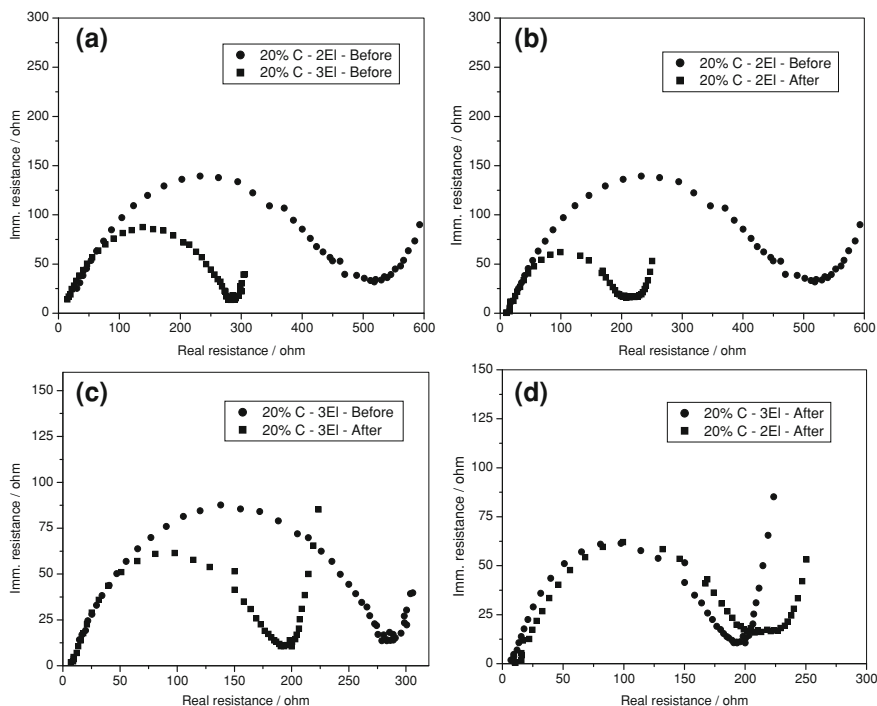 (a)
20% C - 2El - Before
20% C - 3El - Before
300
250
200
150
100
50
0
Imm. resistance / ohm
0 100 200 300 400 500 600
Real resistance / ohm
(b)
20% C - 2El - Before
20% C - 2El - After
300
250
200
150
100
50
0
Imm. resistance / ohm
0 100 200 300 400 500 600
Real resistance / ohm
(c)
20% C - 3El - Before
20% C - 3El - After
150
125
100
75
50
25
0
Imm. resistance / ohm
0 50 100 150 200 250 300
Real resistance / ohm
(d)
20% C - 3El - After
20% C - 2El - After
150
125
100
75
50
25
0
Imm. resistance / ohm
0 50 100 150 200 250 300
Real resistance / ohm